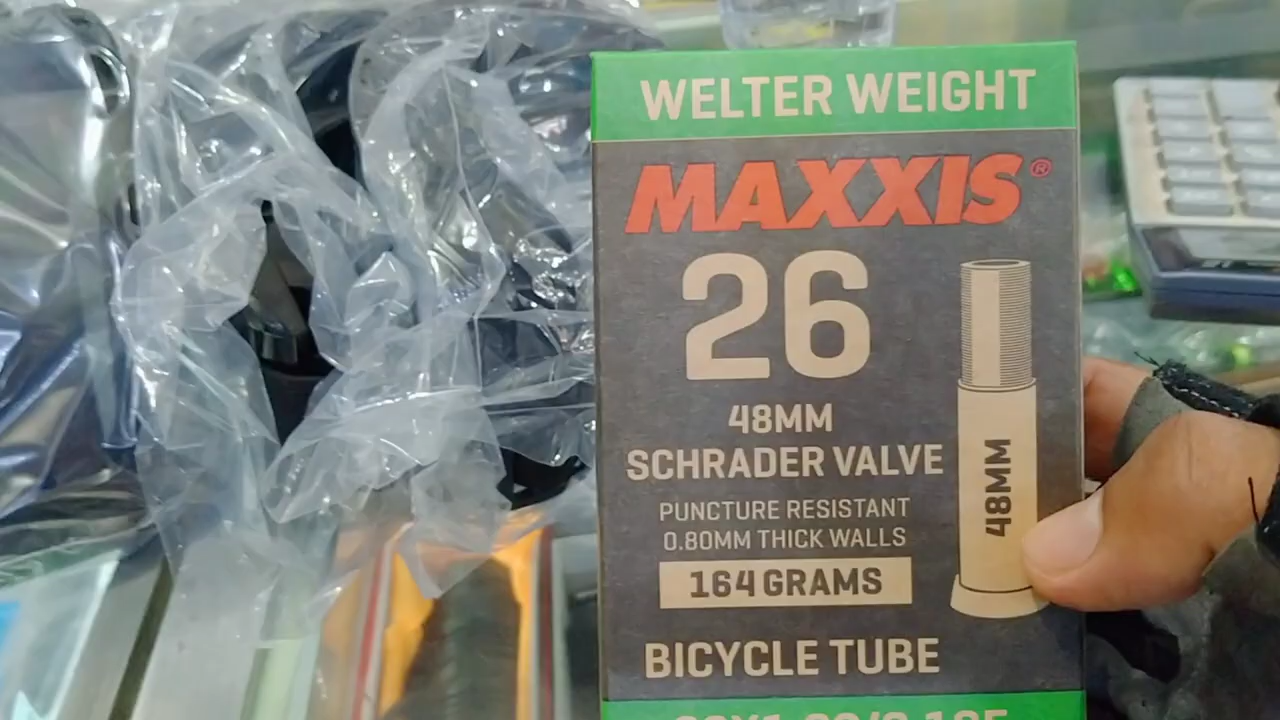 WELTER WEIGHT
MAXXIS®
26
48MM
SCHRADER VALVE
PUNCTURE RESISTANT
0.80MM THICK WALLS
164 GRAMS
48MM
BICYCLE TUBE